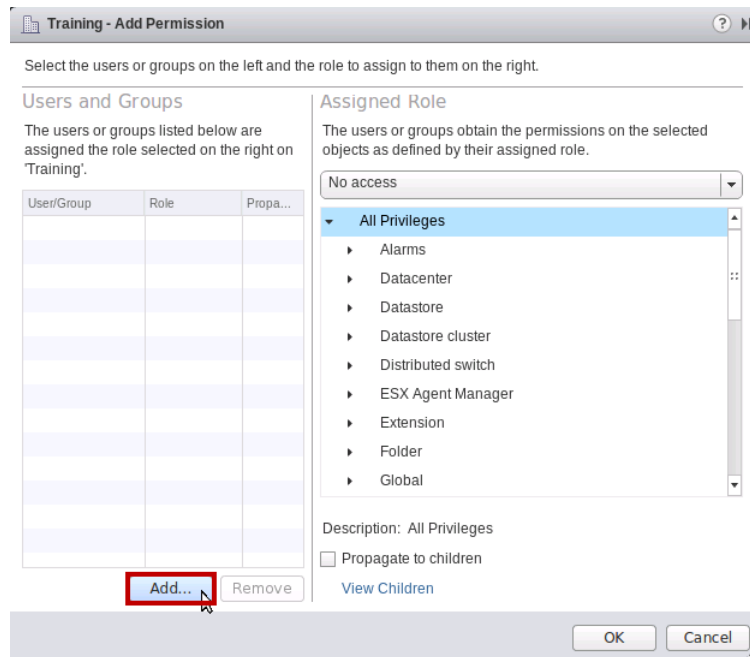 Training - Add Permission
?
Select the users or groups on the left and the role to assign to them on the right.
Users and Groups
The users or groups listed below are
assigned the role selected on the right on
'Training'.
User/Group Role Propa...
Add... Remove
Assigned Role
The users or groups obtain the permissions on the selected
objects as defined by their assigned role.
No access
All Privileges
Alarms
Datacenter
Datastore
Datastore cluster
Distributed switch
ESX Agent Manager
Extension
Folder
Global
Description: All Privileges
Propagate to children
View Children
OK Cancel